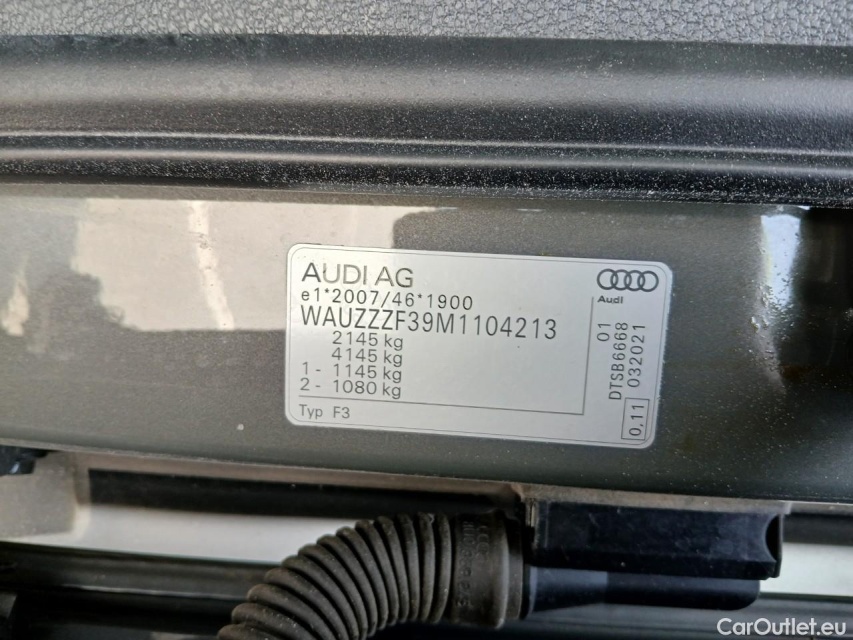 AUDI AG
e1*2007/46*1900
WAUZZZF39M1104213
2145 kg
4145 kg
1 - 1145 kg
2 - 1080 kg
Typ F3
Audi
01
DTSB6668
032021
0,11
CarOutlet.eu